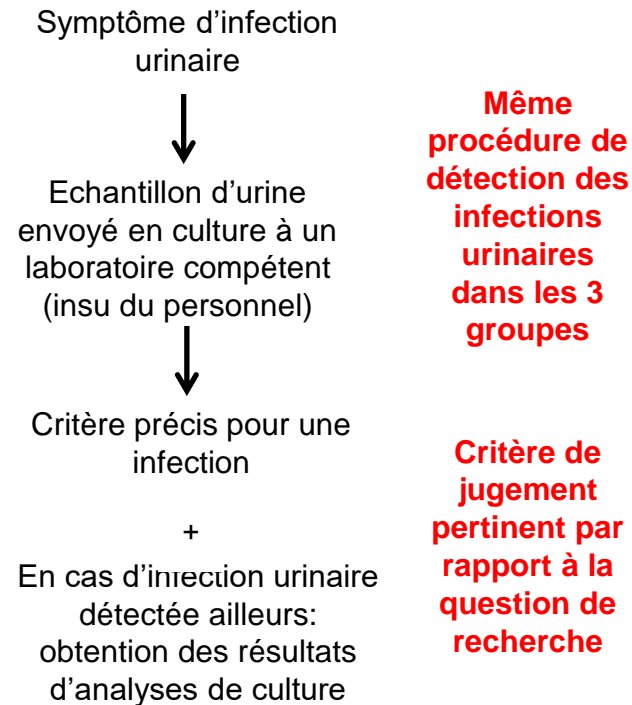 Symptôme d’infection
urinaire
Echantillon d’urine
envoyé en culture à un
laboratoire compétent
(insu du personnel)
Critère précis pour une
infection
+
En cas d’infection urinaire
détectée ailleurs:
obtention des résultats
d’analyses de culture
Même
procédure de
détection des
infections
urinaires
dans les 3
groupes
Critère de
jugement
pertinent par
rapport à la
question de
recherche